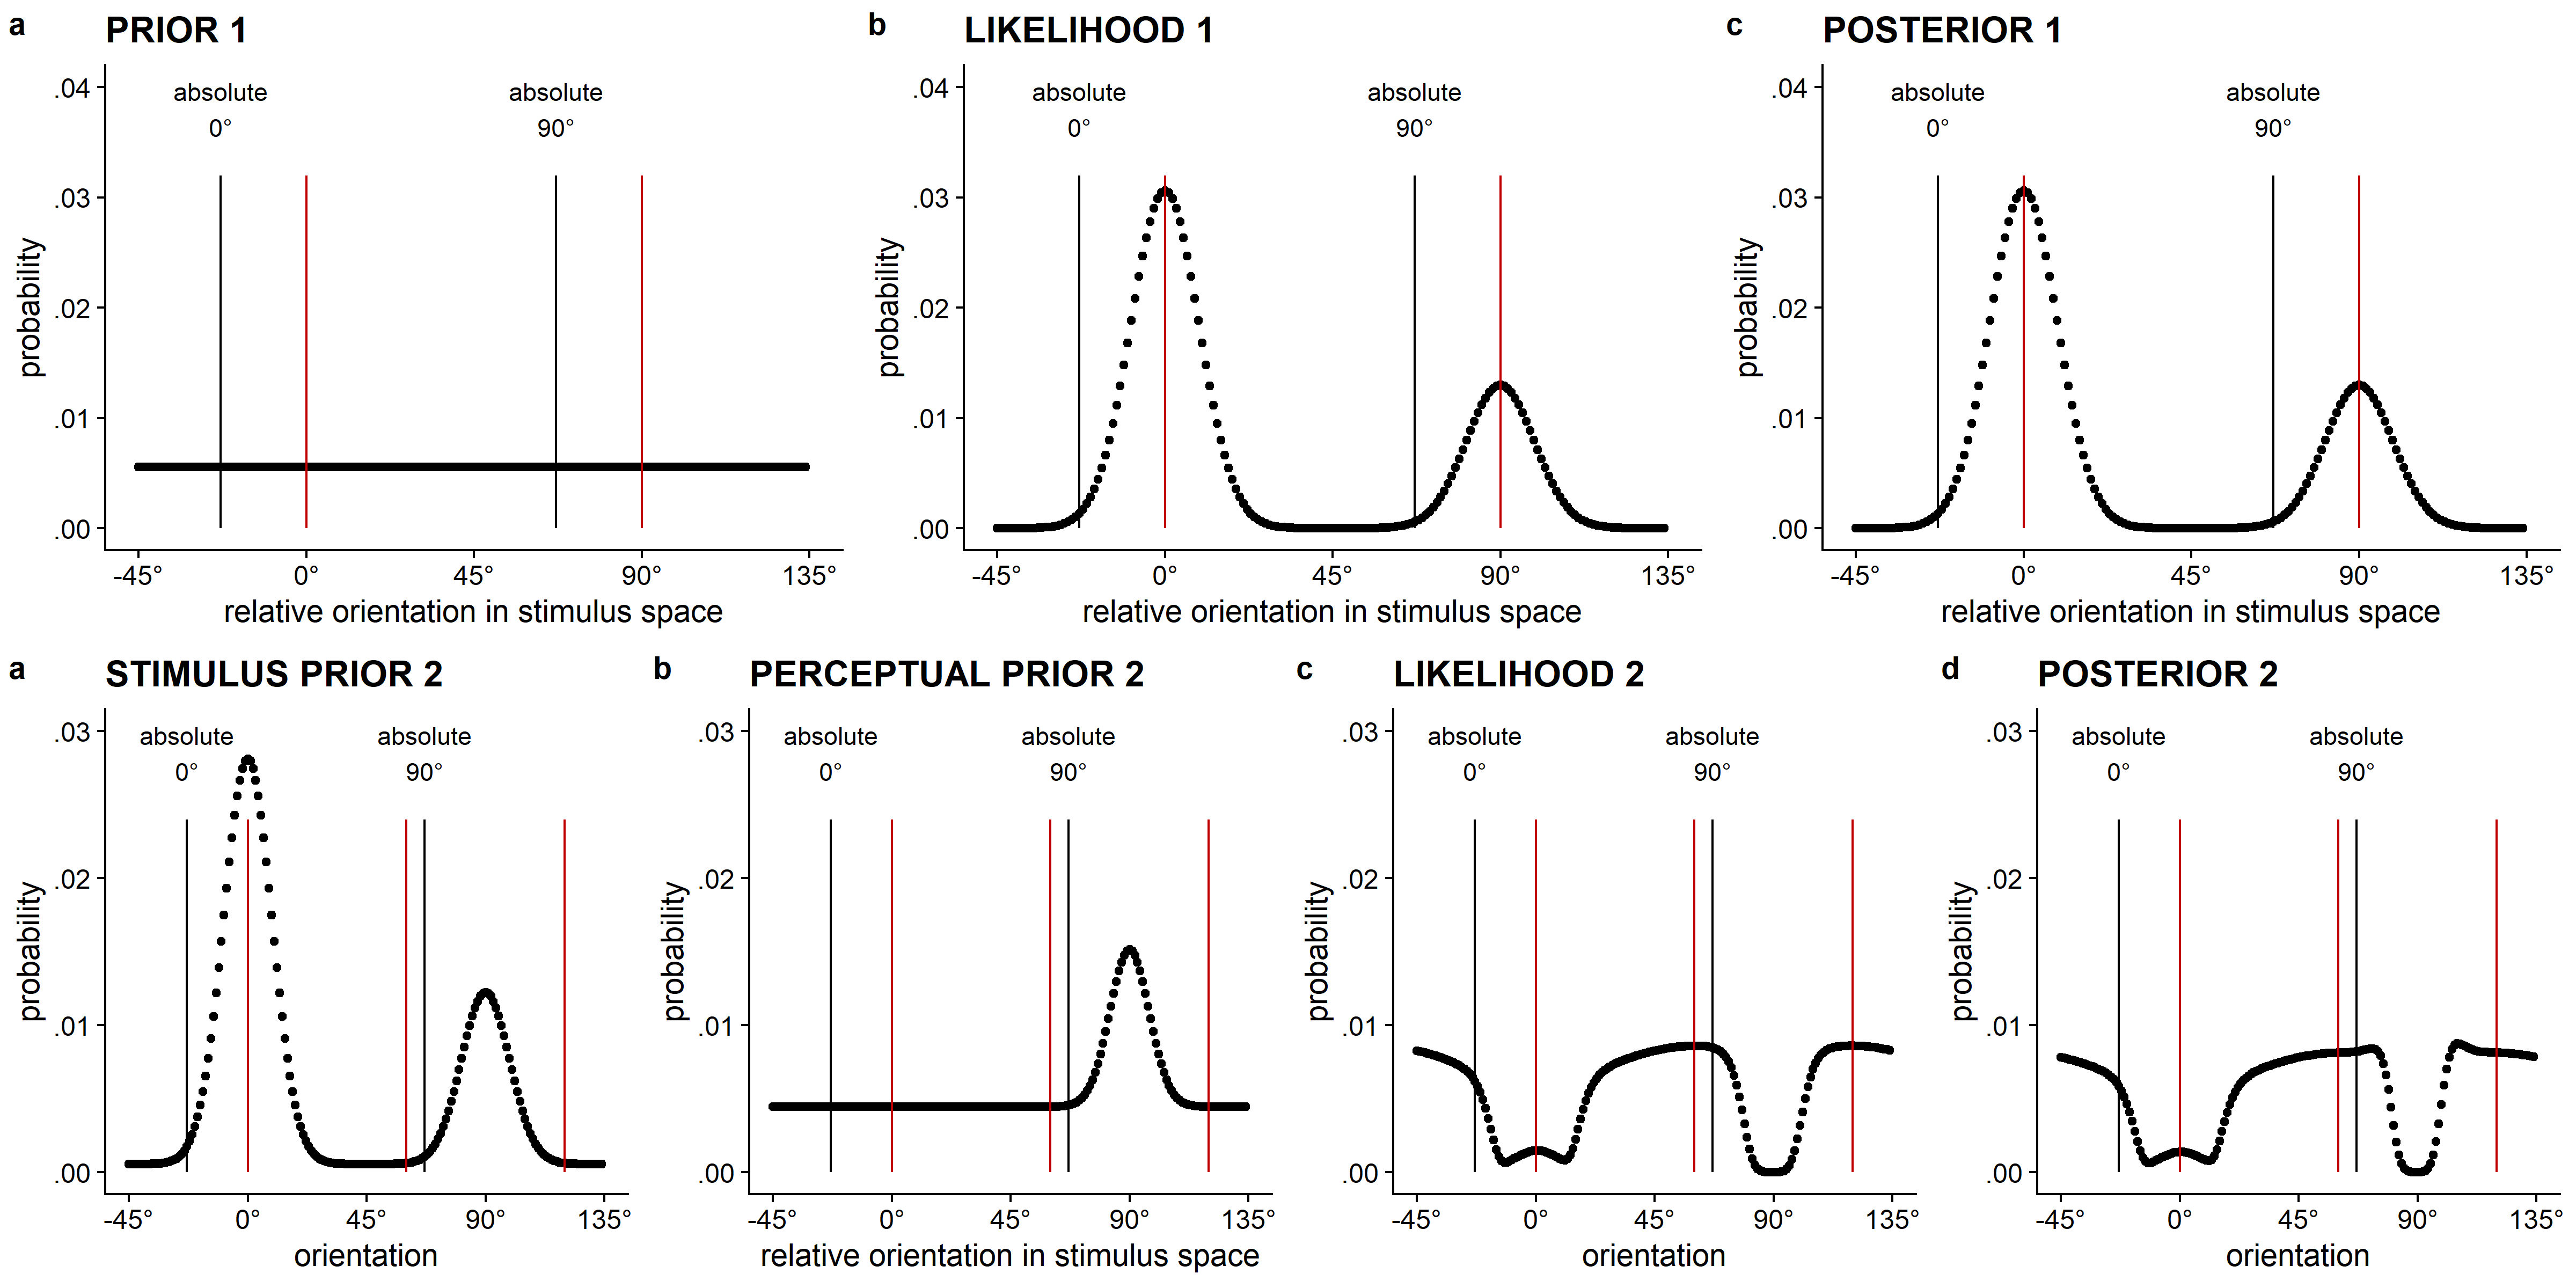 a PRIOR 1
.04
.03
.02
.01
.00
probability
absolute
0°
absolute
90°
-45° 0° 45° 90° 135°
relative orientation in stimulus space
b LIKELIHOOD 1
.04
.03
.02
.01
.00
probability
absolute
0°
absolute
90°
-45° 0° 45° 90° 135°
relative orientation in stimulus space
c POSTERIOR 1
.04
.03
.02
.01
.00
probability
absolute
0°
absolute
90°
-45° 0° 45° 90° 135°
relative orientation in stimulus space
a STIMULUS PRIOR 2
.03
.02
.01
.00
probability
absolute
0°
absolute
90°
-45° 0° 45° 90° 135°
orientation
b PERCEPTUAL PRIOR 2
.03
.02
.01
.00
probability
absolute
0°
absolute
90°
-45° 0° 45° 90° 135°
relative orientation in stimulus space
c LIKELIHOOD 2
.03
.02
.01
.00
probability
absolute
0°
absolute
90°
-45° 0° 45° 90° 135°
orientation
d POSTERIOR 2
.03
.02
.01
.00
probability
absolute
0°
absolute
90°
-45° 0° 45° 90° 135°
orientation